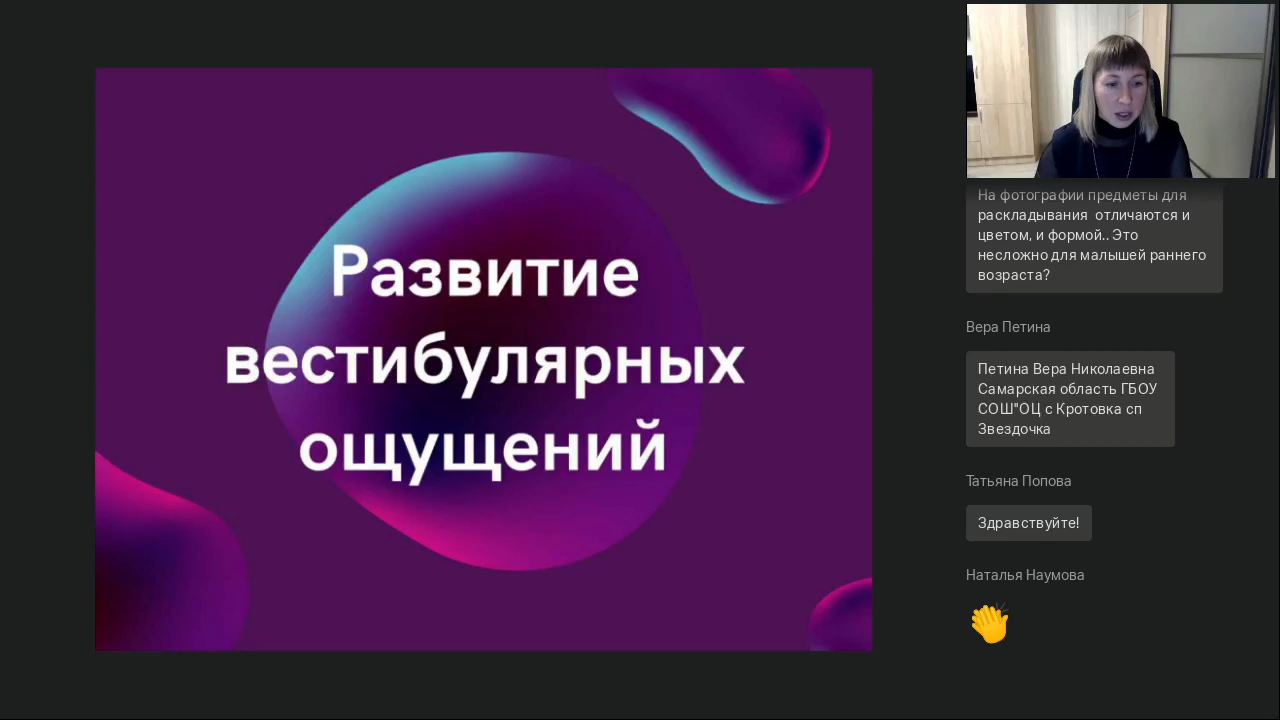 Развитие
вестибулярных
ощущений
На фотографии предметы для
раскладывания  отличаются и
цветом, и формой.. Это
несложно для малышей раннего
возраста?
Вера Петина
Петина Вера Николаевна
Самарская область ГБОУ
СОШ"ОЦ с Кротовка сп
Звездочка
Татьяна Попова
Здравствуйте!
Наталья Наумова